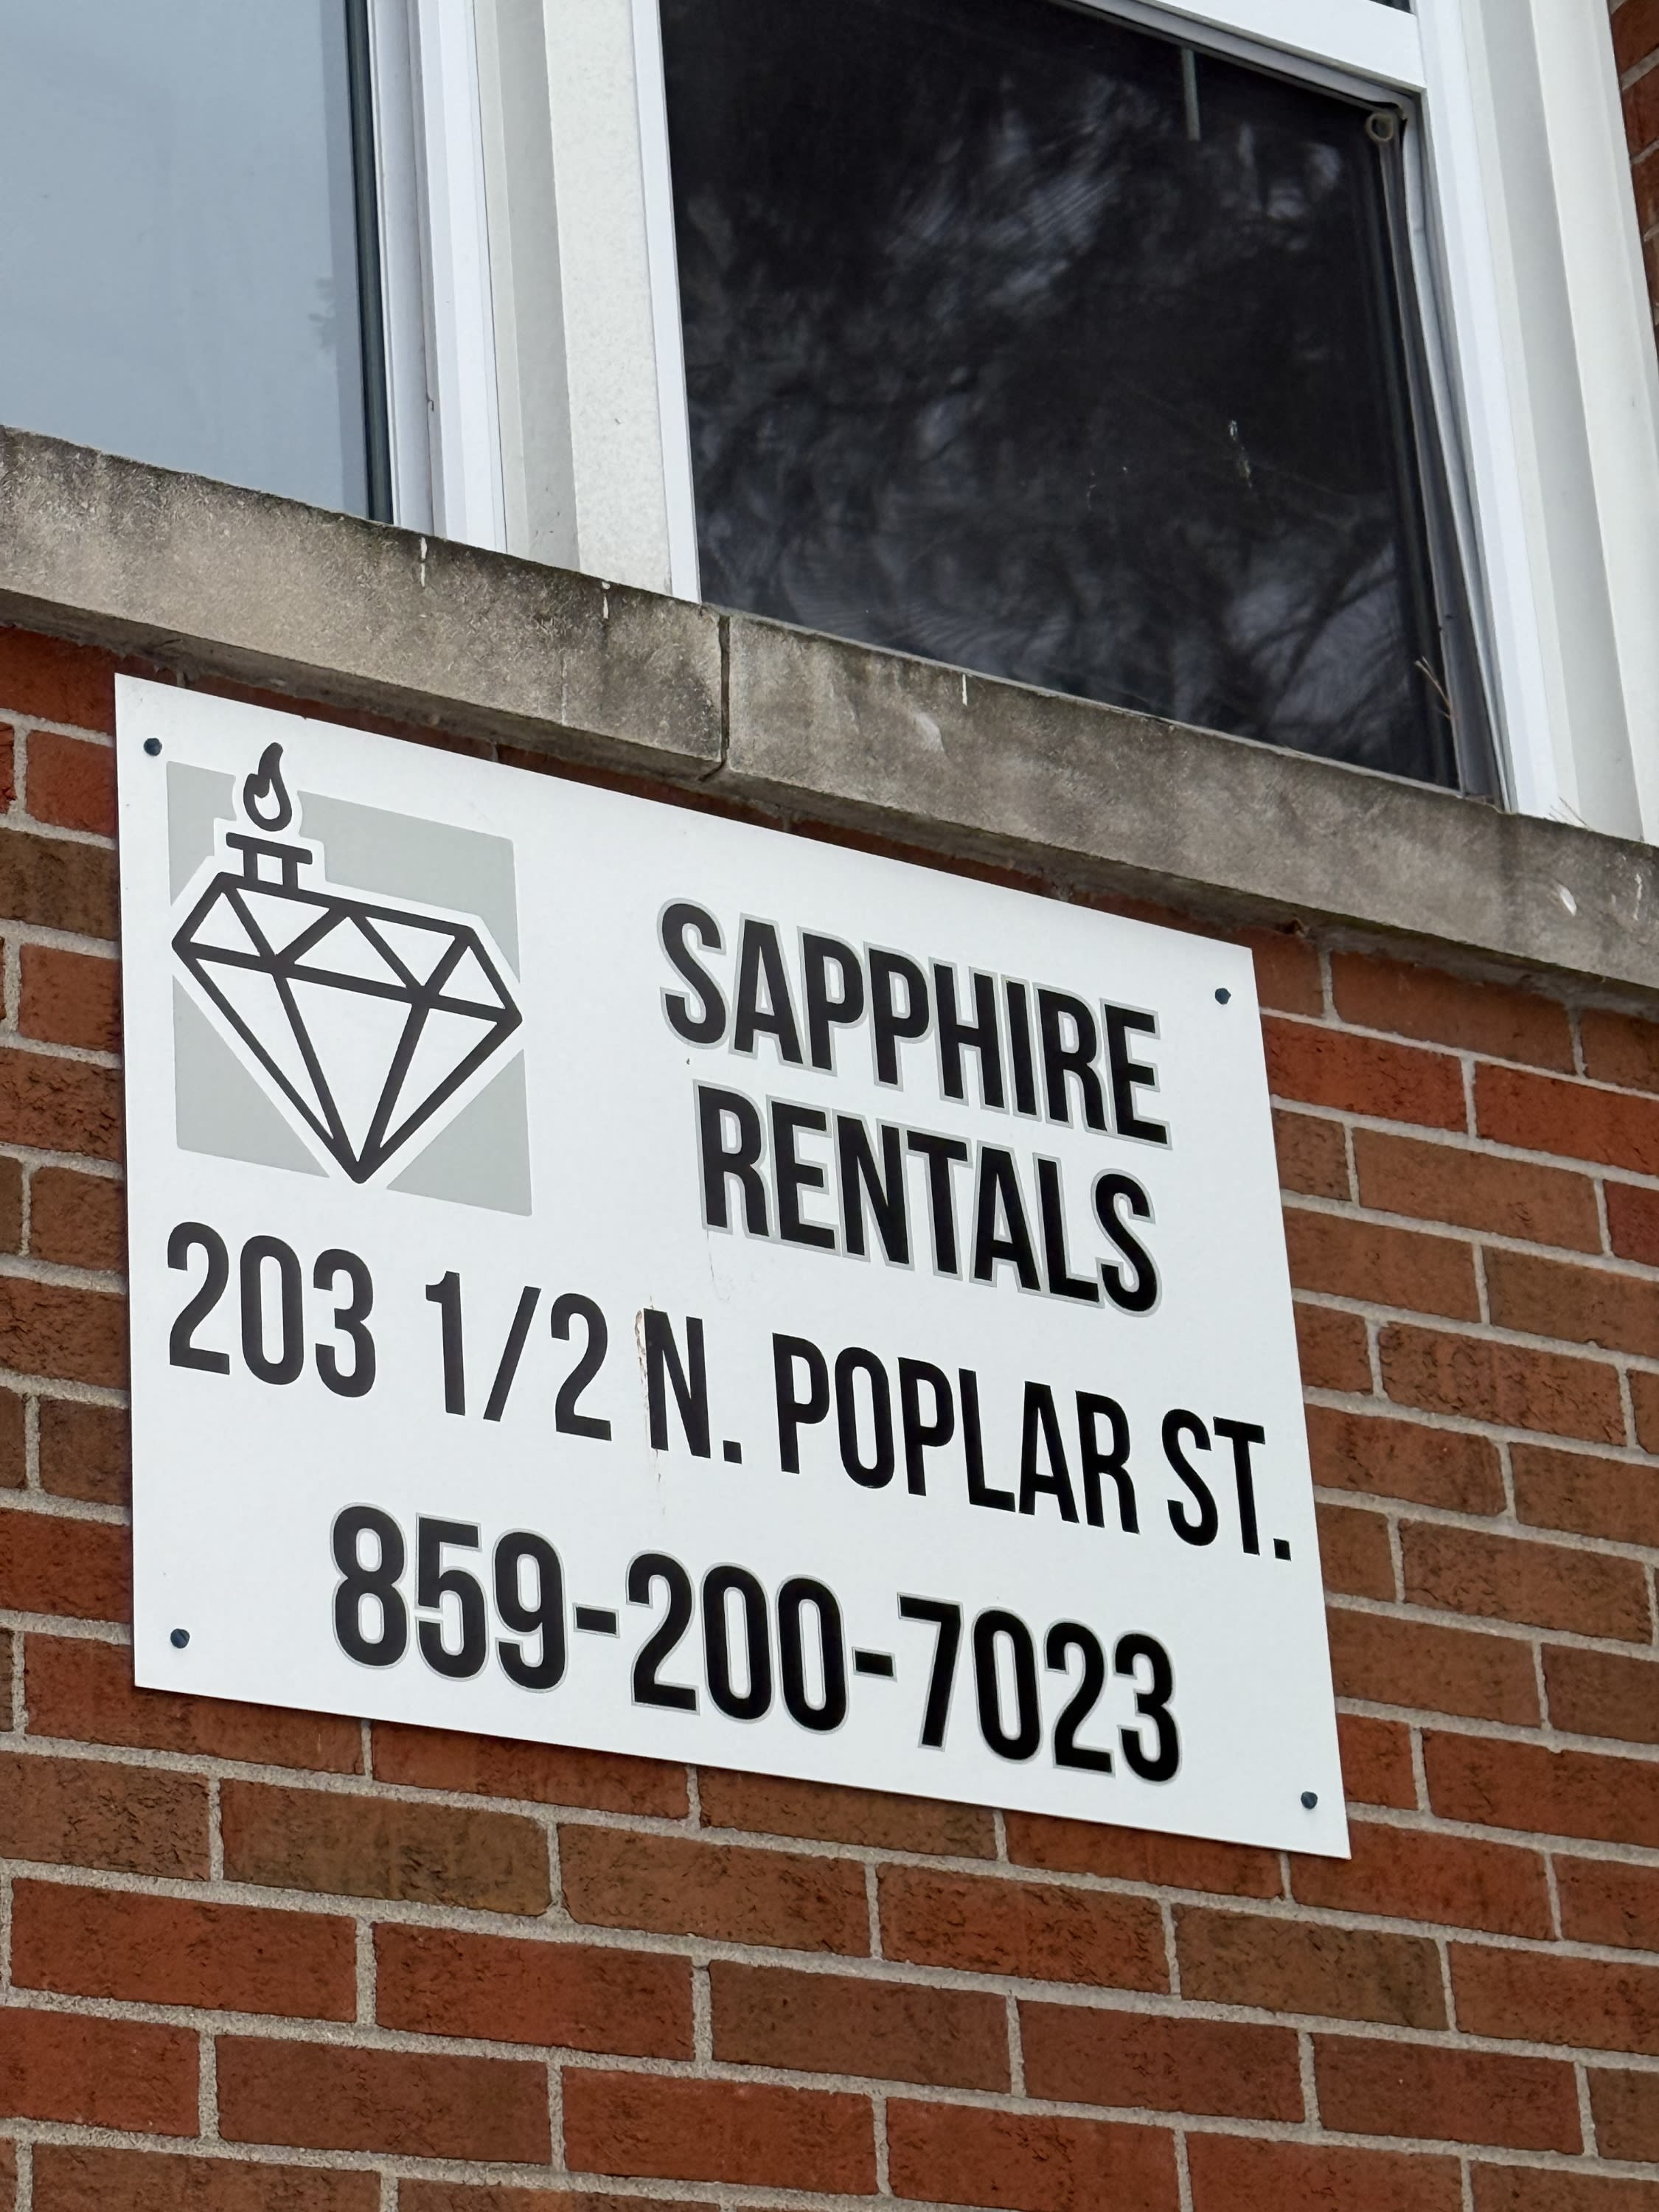 SAPPHIRE
RENTALS
203 1/2 N. POPLAR ST.
859-200-7023